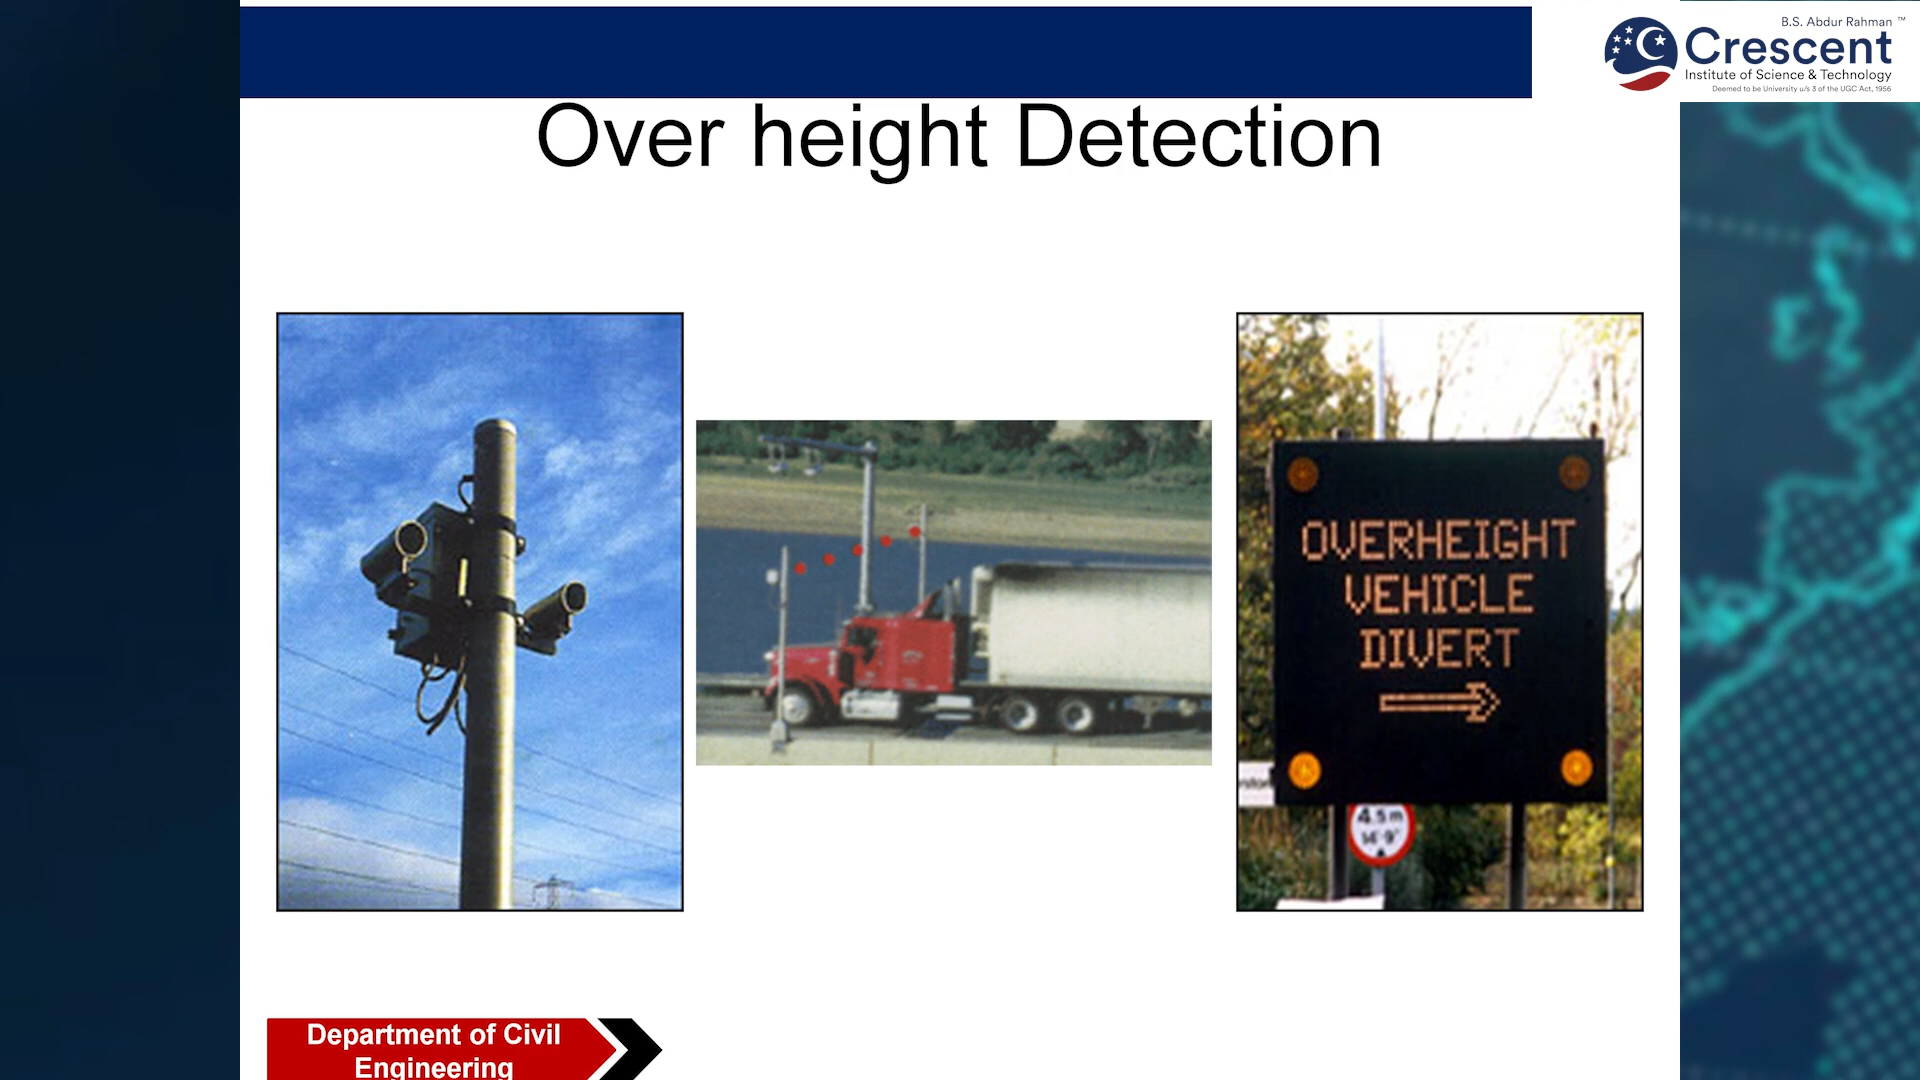 B.S. Abdur Rahman ™
Crescent
Institute of Science & Technology
Deemed to be University u/s 3 of the UGC Act, 1956
Over height Detection
OVERHEIGHT
VEHICLE
DIVERT
4.5m
14'9"
Department of Civil
Engineering